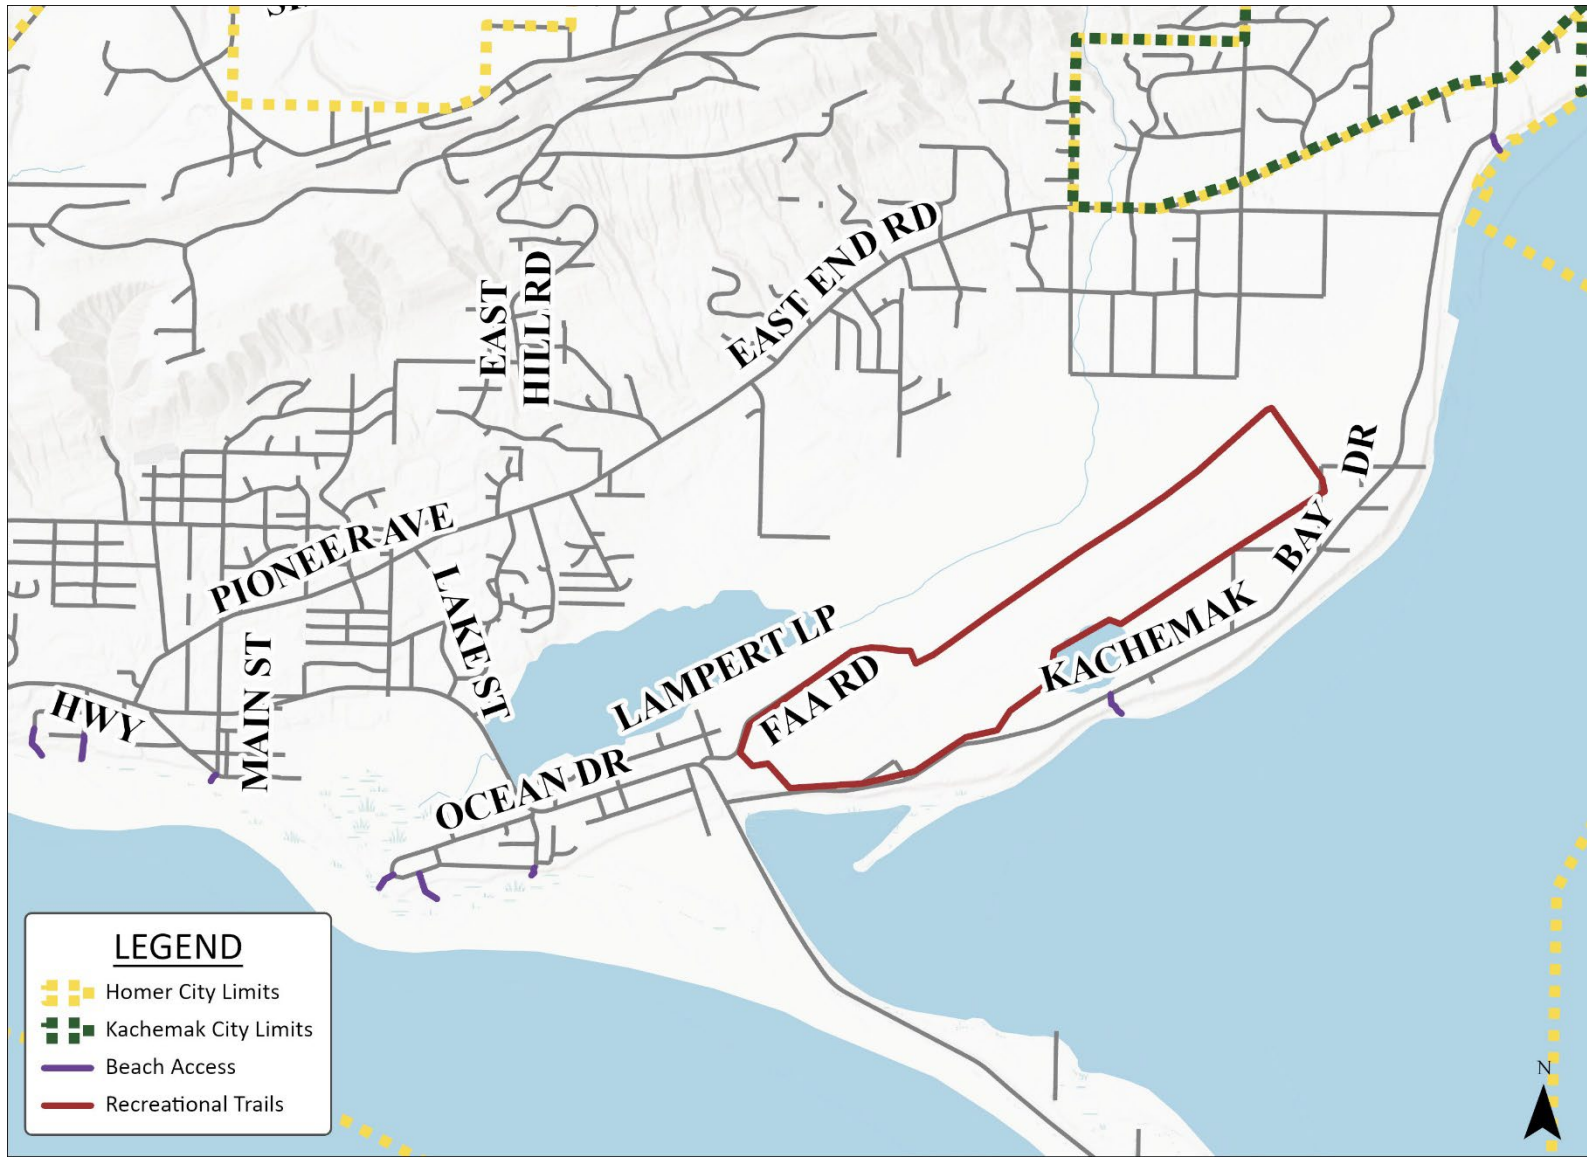 EAST
HILL RD
EAST END RD
PIONEER AVE
LAKE ST
MAIN ST
HWY
LAMPERT LP
FAA RD
OCEAN DR
KACHEMAK
BAY
DR
LEGEND
Homer City Limits
Kachemak City Limits
Beach Access
Recreational Trails
N